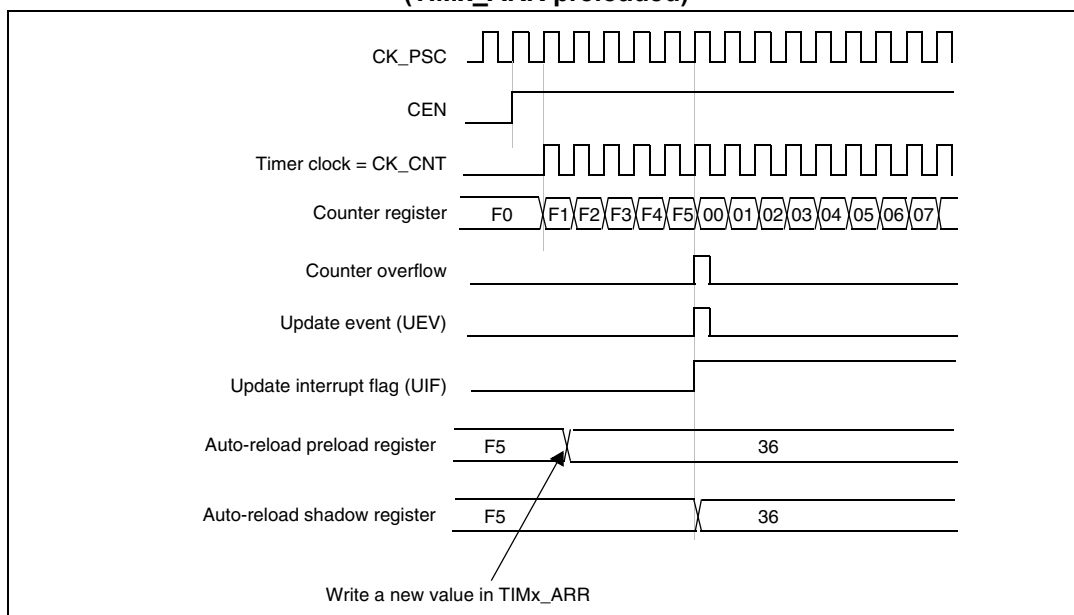 (TIMx_ARR preloaded)
CK_PSC
CEN
Timer clock = CK_CNT
Counter register F0 F1 F2 F3 F4 F5 00 01 02 03 04 05 06 07
Counter overflow
Update event (UEV)
Update interrupt flag (UIF)
Auto-reload preload register F5 36
Auto-reload shadow register F5 36
Write a new value in TIMx_ARR